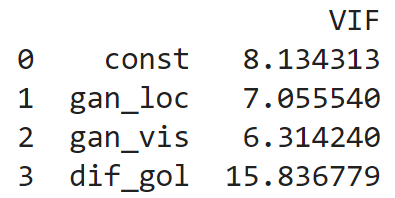 VIF
0 const 8.134313
1 gan_loc 7.055540
2 gan_vis 6.314240
3 dif_gol 15.836779